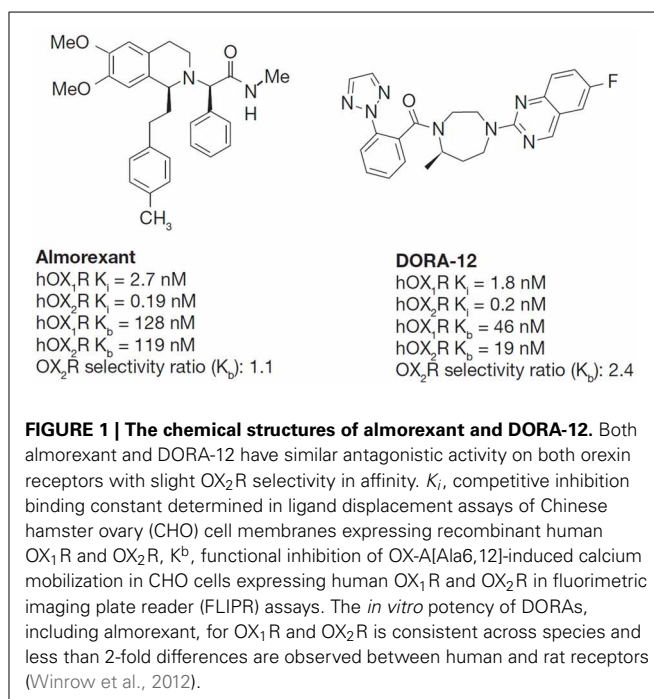 MeO
MeO
N
O
N
Me
H
CH₃
N
N
N
O
N
N
N
N
F
Almorexant
hOX₁R Kᵢ = 2.7 nM
hOX₂R Kᵢ = 0.19 nM
hOX₁R K_b = 128 nM
hOX₂R K_b = 119 nM
OX₂R selectivity ratio (K_b): 1.1
DORA-12
hOX₁R Kᵢ = 1.8 nM
hOX₂R Kᵢ = 0.2 nM
hOX₁R K_b = 46 nM
hOX₂R K_b = 19 nM
OX₂R selectivity ratio (K_b): 2.4
FIGURE 1 | The chemical structures of almorexant and DORA-12. Both
almorexant and DORA-12 have similar antagonistic activity on both orexin
receptors with slight OX₂R selectivity in affinity. Kᵢ, competitive inhibition
binding constant determined in ligand displacement assays of Chinese
hamster ovary (CHO) cell membranes expressing recombinant human
OX₁R and OX₂R, Kᵇ, functional inhibition of OX-A[Ala6,12]-induced calcium
mobilization in CHO cells expressing human OX₁R and OX₂R in fluorimetric
imaging plate reader (FLIPR) assays. The in vitro potency of DORAs,
including almorexant, for OX₁R and OX₂R is consistent across species and
less than 2-fold differences are observed between human and rat receptors
(Winrow et al., 2012).